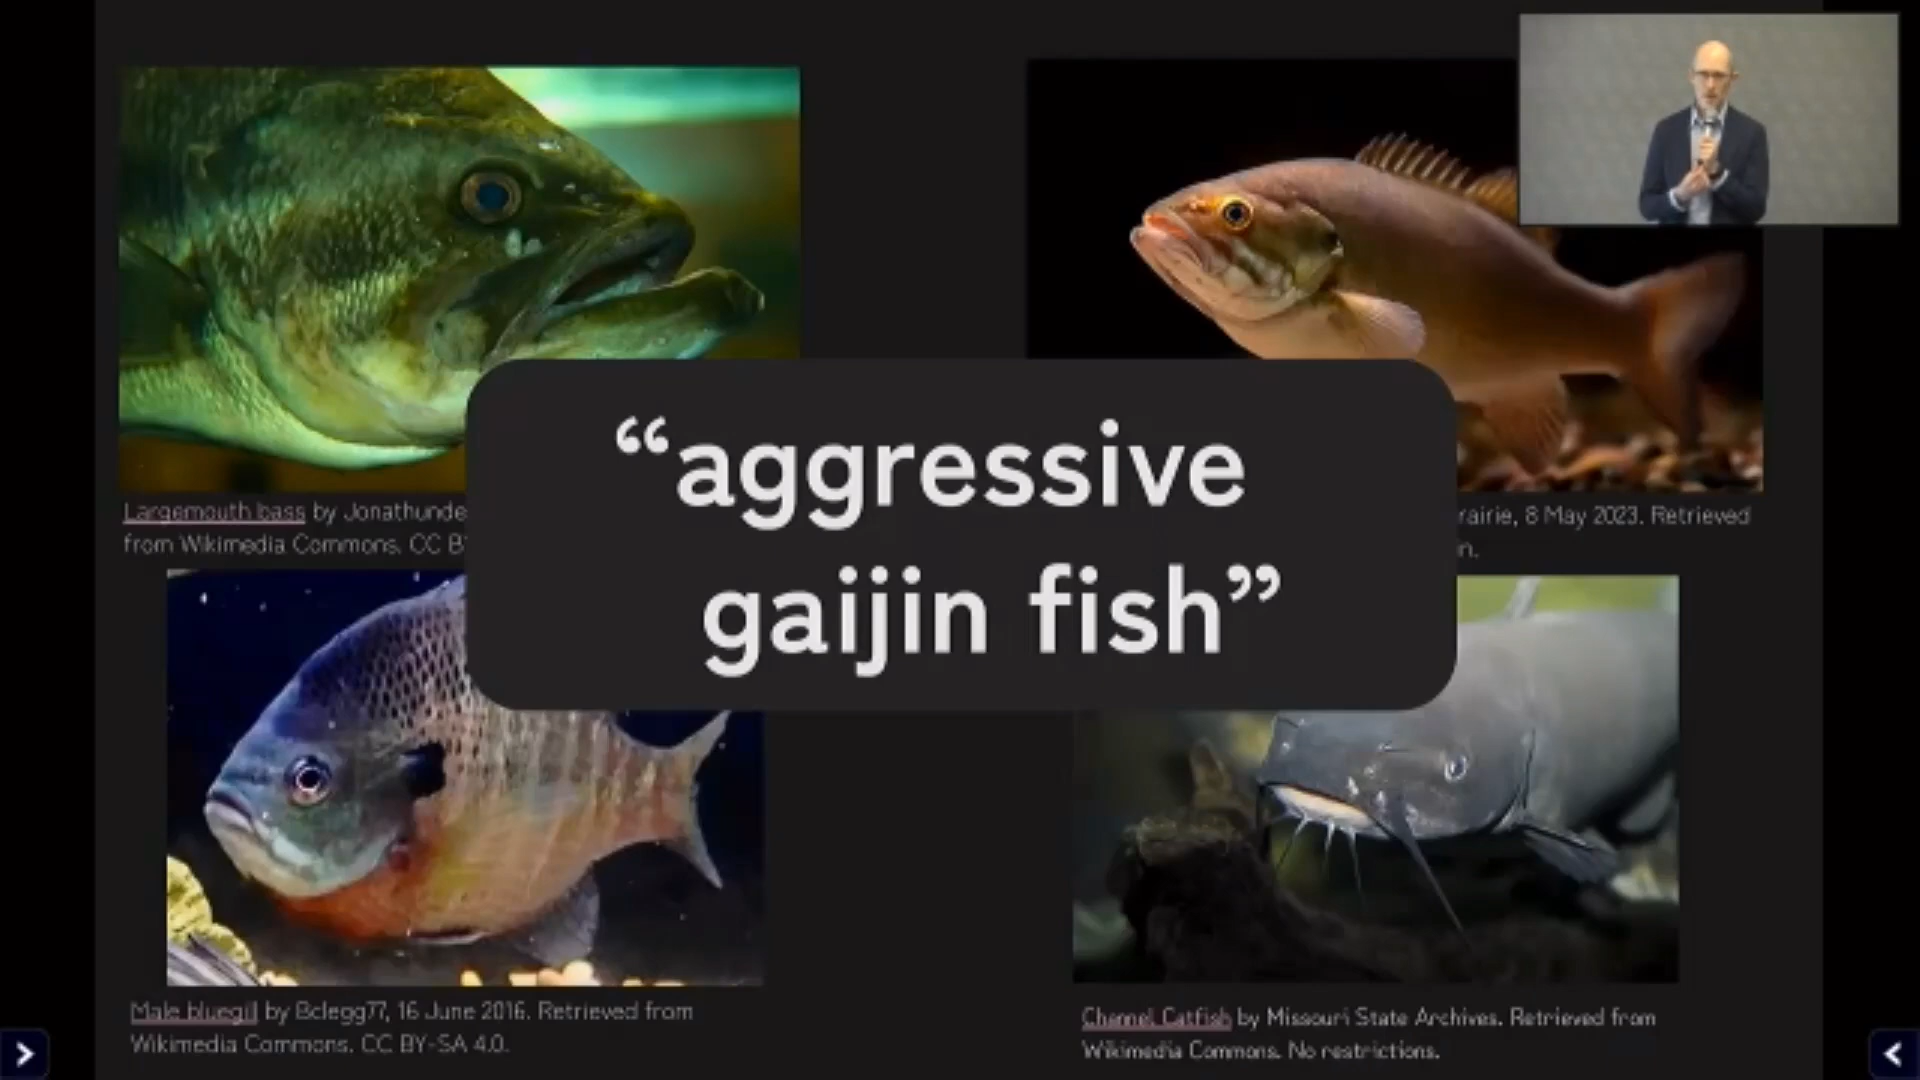 “aggressive
gaijin fish”
Largemouth bass by Jonathunde
from Wikimedia Commons. CC B
rairie, 8 May 2023. Retrieved
n.
Male bluegill by Bclegg77, 16 June 2016. Retrieved from
Wikimedia Commons. CC BY-SA 4.0.
Channel Catfish by Missouri State Archives. Retrieved from
Wikimedia Commons. No restrictions.